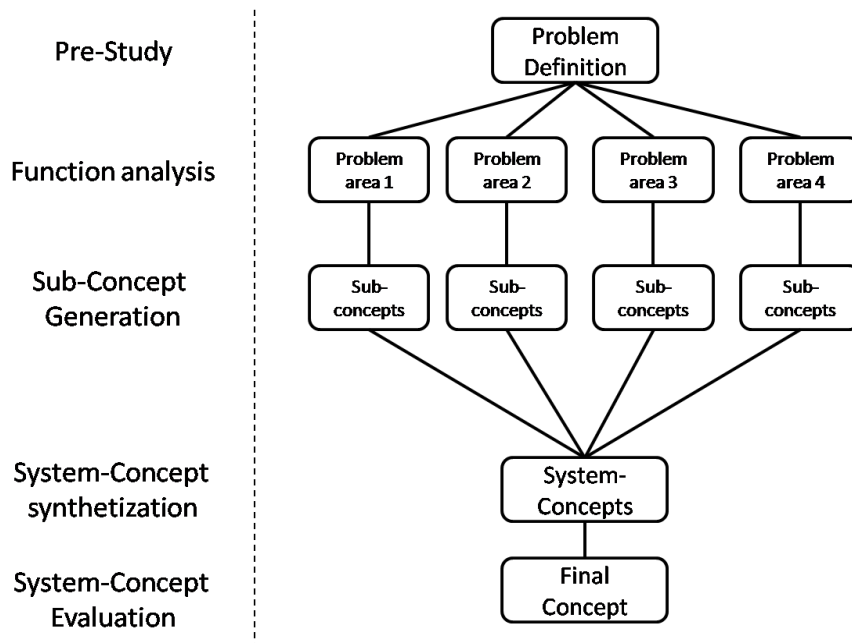 Pre-Study
Problem
Definition
Function analysis
Problem
area 1
Problem
area 2
Problem
area 3
Problem
area 4
Sub-Concept
Generation
Sub-
concepts
Sub-
concepts
Sub-
concepts
Sub-
concepts
System-Concept
synthetization
System-
Concepts
System-Concept
Evaluation
Final
Concept